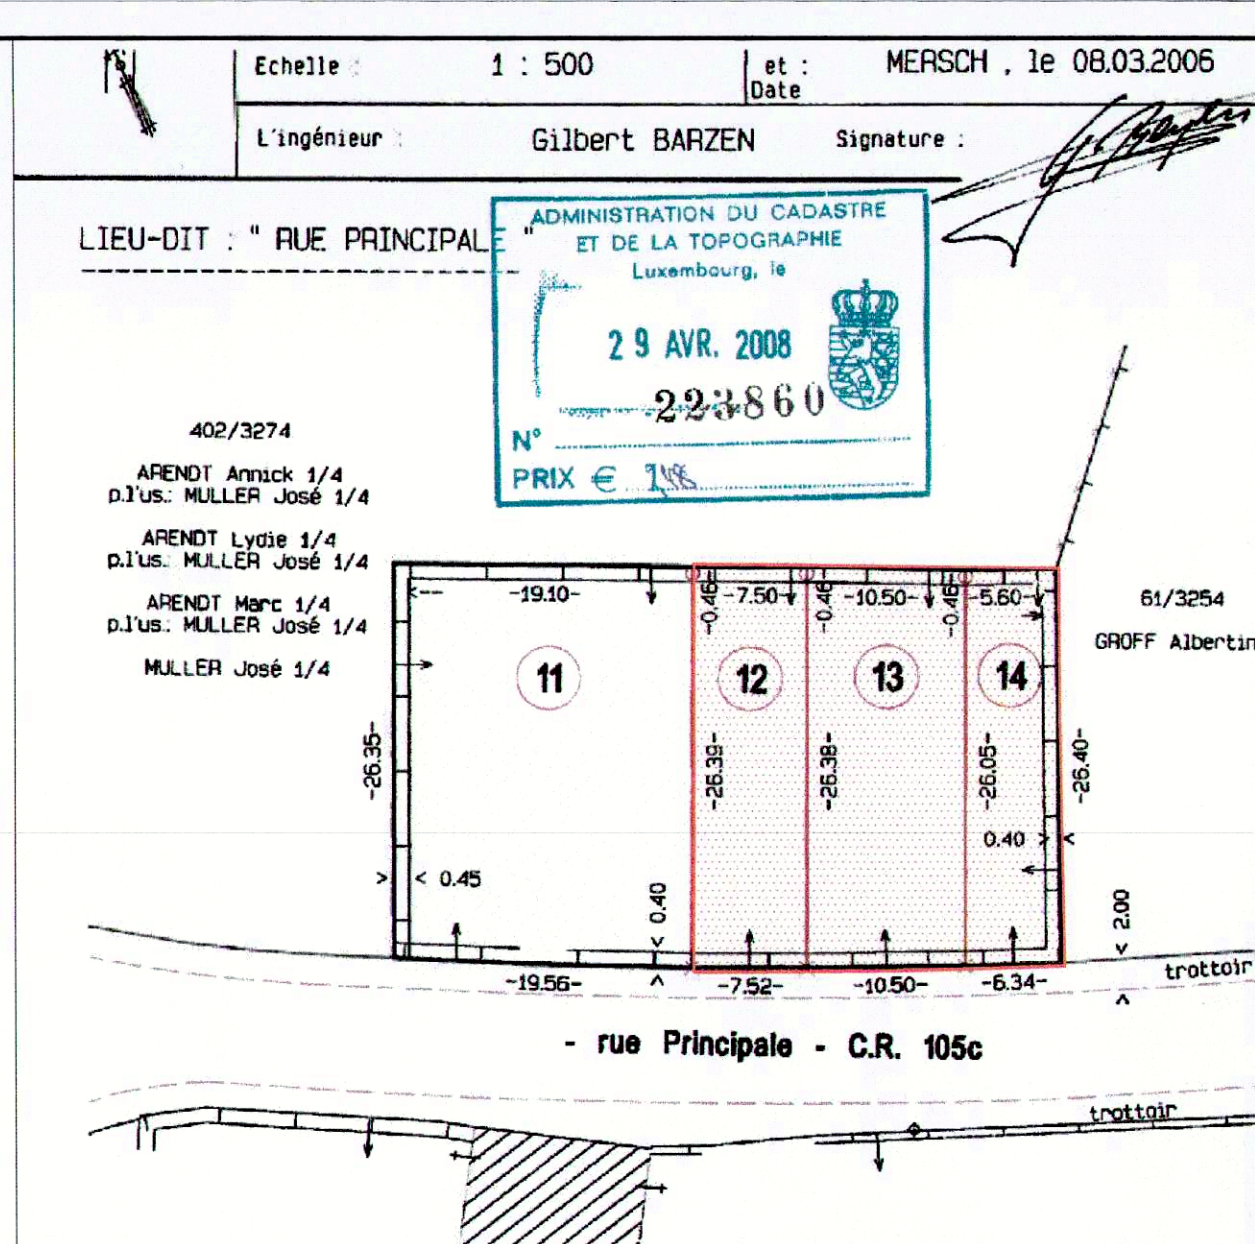 Echelle : 1 : 500 et : MERSCH , le 08.03.2006
Date
L'ingénieur : Gilbert BARZEN Signature :
LIEU-DIT : " RUE PRINCIPALE "
ADMINISTRATION DU CADASTRE
ET DE LA TOPOGRAPHIE
Luxembourg, le
29 AVR. 2008
223860
N°
PRIX €
402/3274
ARENDT Annick 1/4
p.l'us.: MULLER José 1/4
ARENDT Lydie 1/4
p.l'us.: MULLER José 1/4
ARENDT Marc 1/4
p.l'us.: MULLER José 1/4
MULLER José 1/4
61/3254
GROFF Albertin
-19.10- -0.46- -7.50- -0.46- -10.50- -0.46- -5.60-
11 12 13 14
-26.35- -26.39- -26.38- -26.05- -26.40-
0.40 > <
> < 0.45
> < 0.40
> < 2.00
-19.56- -7.52- -10.50- -6.34-
trottoir
- rue Principale - C.R. 105c
trottoir